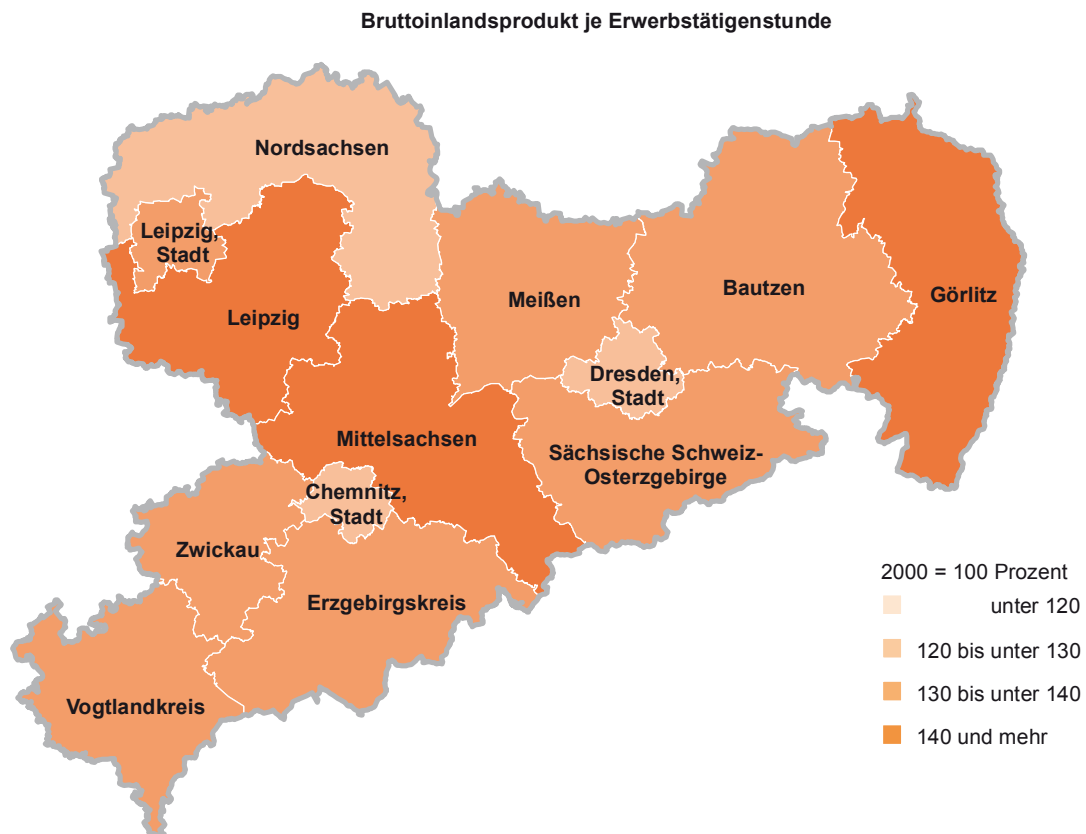 Bruttoinlandsprodukt je Erwerbstätigenstunde
Nordsachsen
Leipzig,
Stadt
Leipzig
Meißen
Bautzen
Görlitz
Dresden,
Stadt
Mittelsachsen
Sächsische Schweiz-
Osterzgebirge
Chemnitz,
Stadt
Zwickau
Erzgebirgskreis
Vogtlandkreis
2000 = 100 Prozent
unter 120
120 bis unter 130
130 bis unter 140
140 und mehr